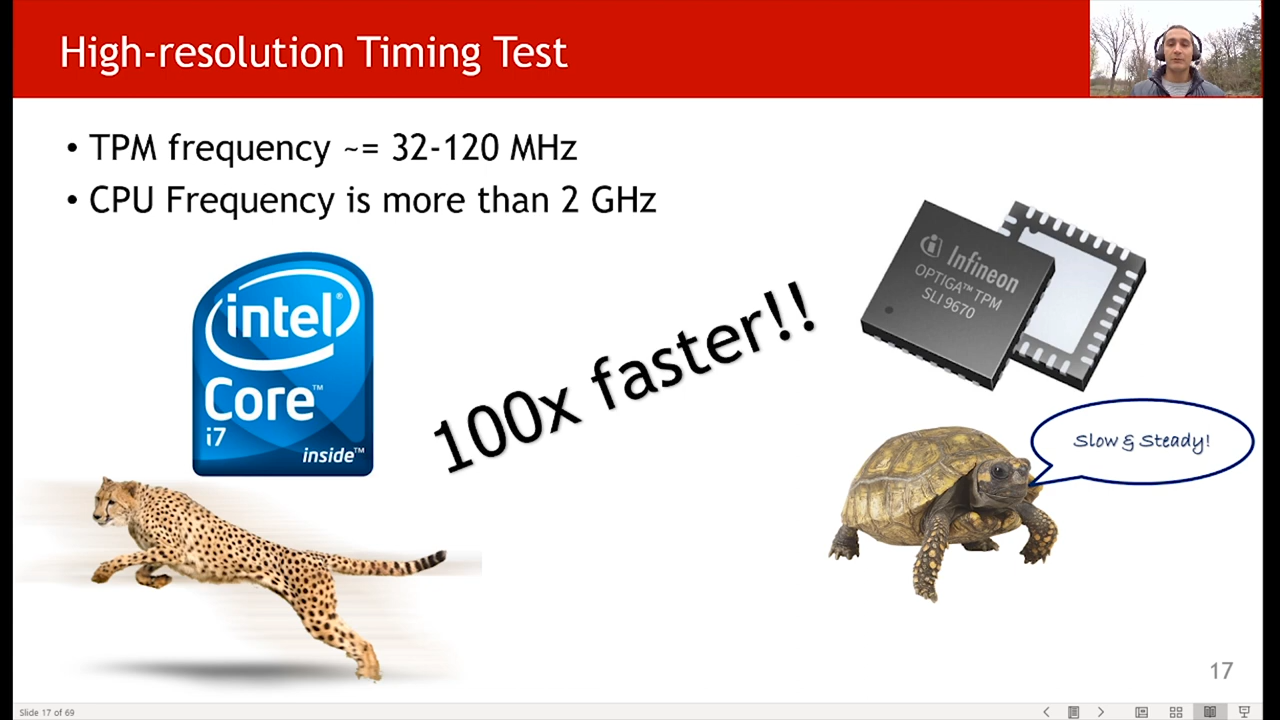 High-resolution Timing Test
• TPM frequency ~= 32-120 MHz
• CPU Frequency is more than 2 GHz
intel®
Core™
i7
inside™
100x faster!!
Infineon
OPTIGA™ TPM
SLI 9670
Slow & Steady!
17
Slide 17 of 69